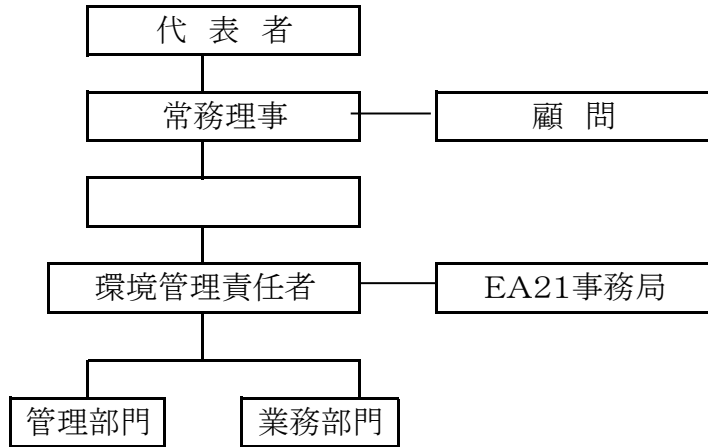 代 表 者
常務理事
顧 問
環境管理責任者
EA21事務局
管理部門
業務部門